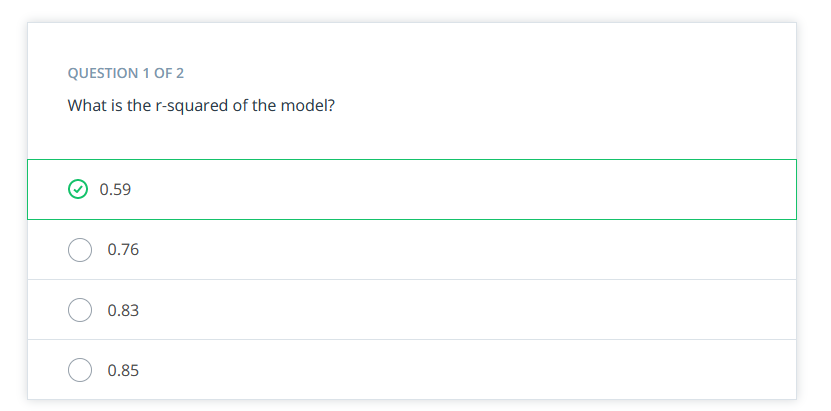 QUESTION 1 OF 2
What is the r-squared of the model?
0.59
0.76
0.83
0.85